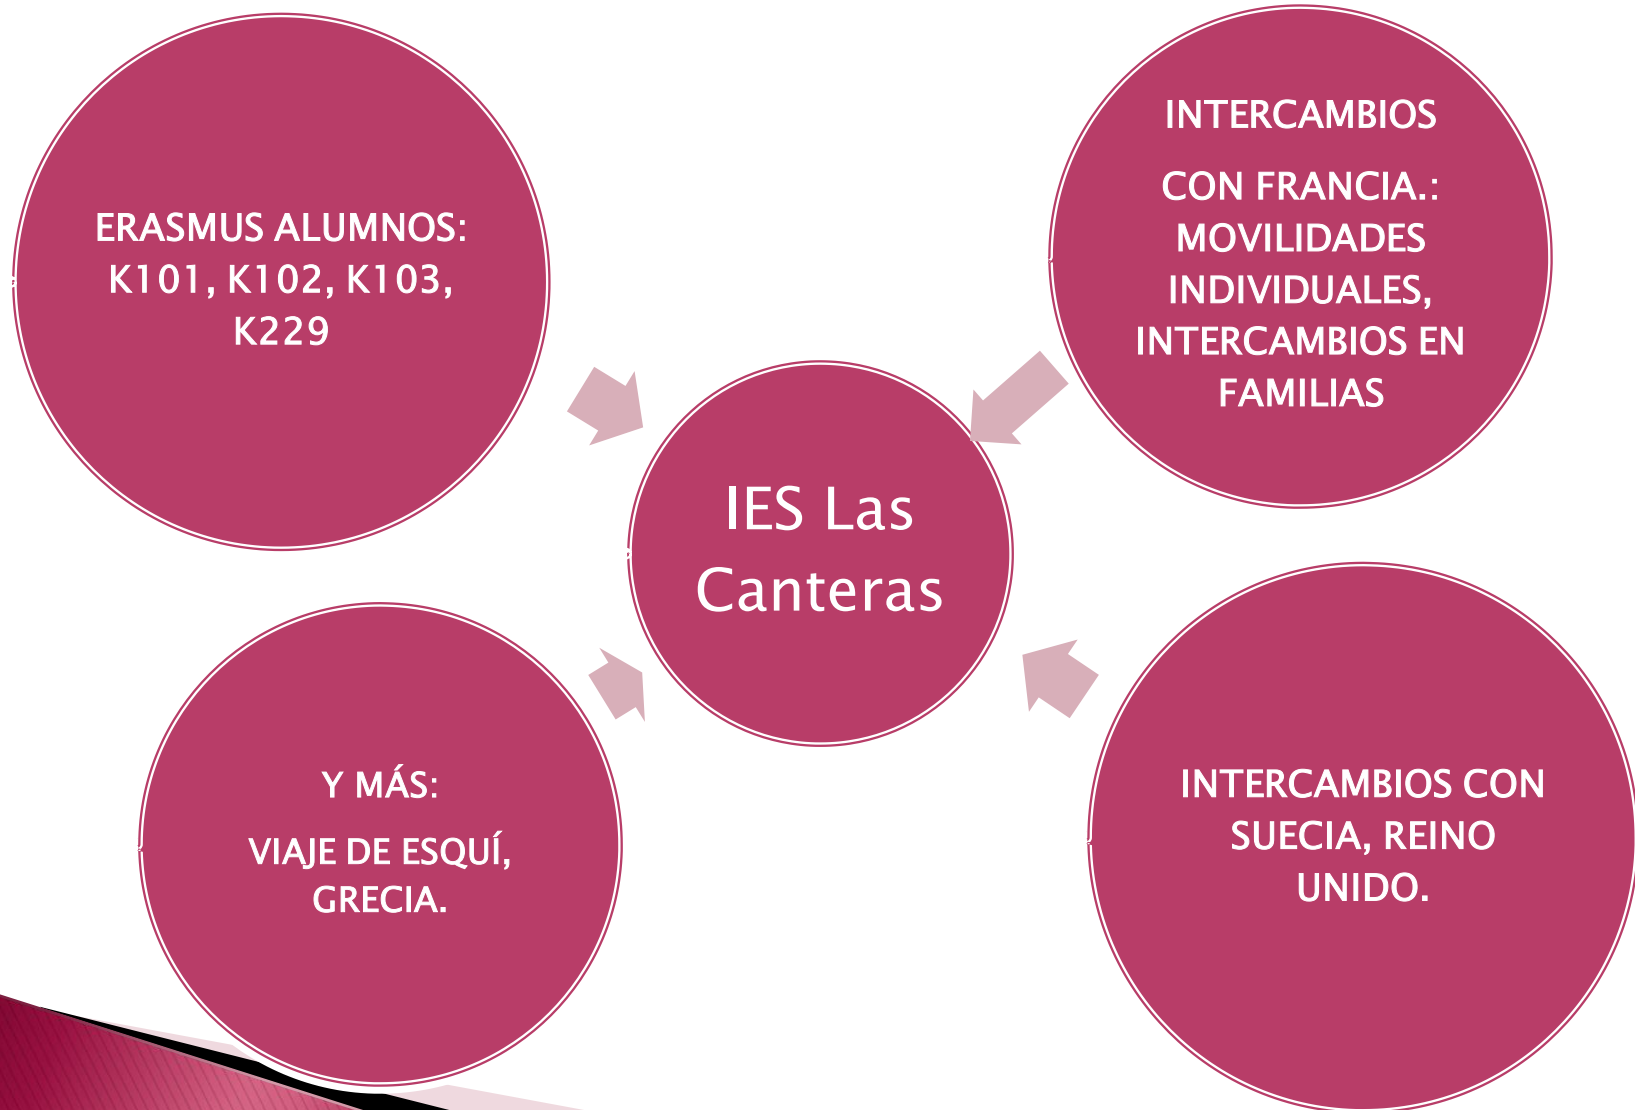 ERASMUS ALUMNOS:
K101, K102, K103,
K229
INTERCAMBIOS
CON FRANCIA.:
MOVILIDADES
INDIVIDUALES,
INTERCAMBIOS EN
FAMILIAS
IES Las
Canteras
Y MÁS:
VIAJE DE ESQUÍ,
GRECIA.
INTERCAMBIOS CON
SUECIA, REINO
UNIDO.